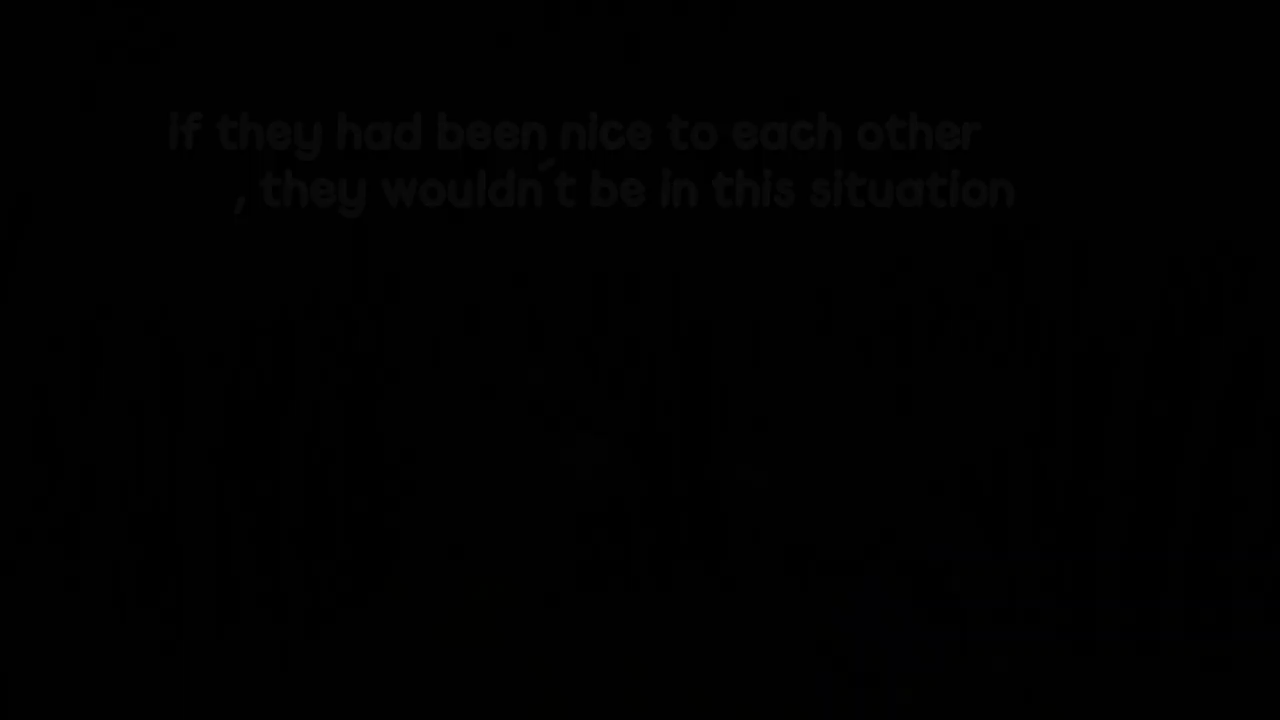 If they had been nice to each other
, they wouldn´t be in this situation